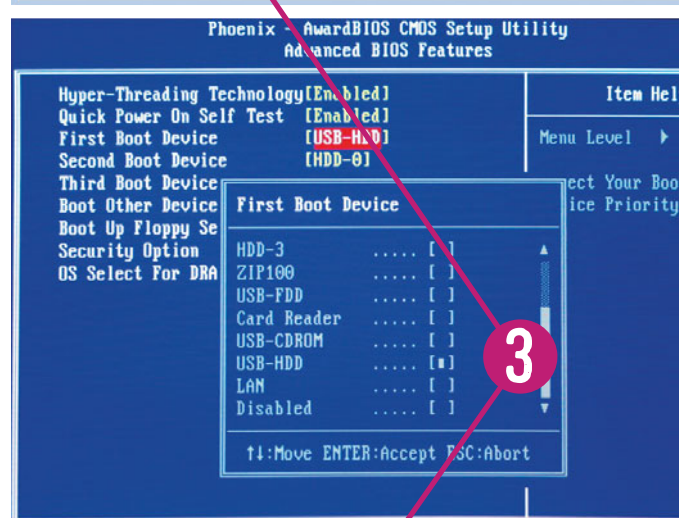 Phoenix - AwardBIOS CMOS Setup Utility
Advanced BIOS Features
Hyper-Threading Technology[Enabled]
Quick Power On Self Test [Enabled]
First Boot Device [USB-HDD]
Second Boot Device [HDD-0]
Third Boot Device
Boot Other Device
Boot Up Floppy Se
Security Option
OS Select For DRA
Item Hel
Menu Level ▶
ect Your Boo
ice Priority
First Boot Device
HDD-3 ..... [ ]
ZIP100 ..... [ ]
USB-FDD ..... [ ]
Card Reader ..... [ ]
USB-CDROM ..... [ ]
USB-HDD ..... [■]
LAN ..... [ ]
Disabled ..... [ ]
↑↓:Move ENTER:Accept ESC:Abort
3